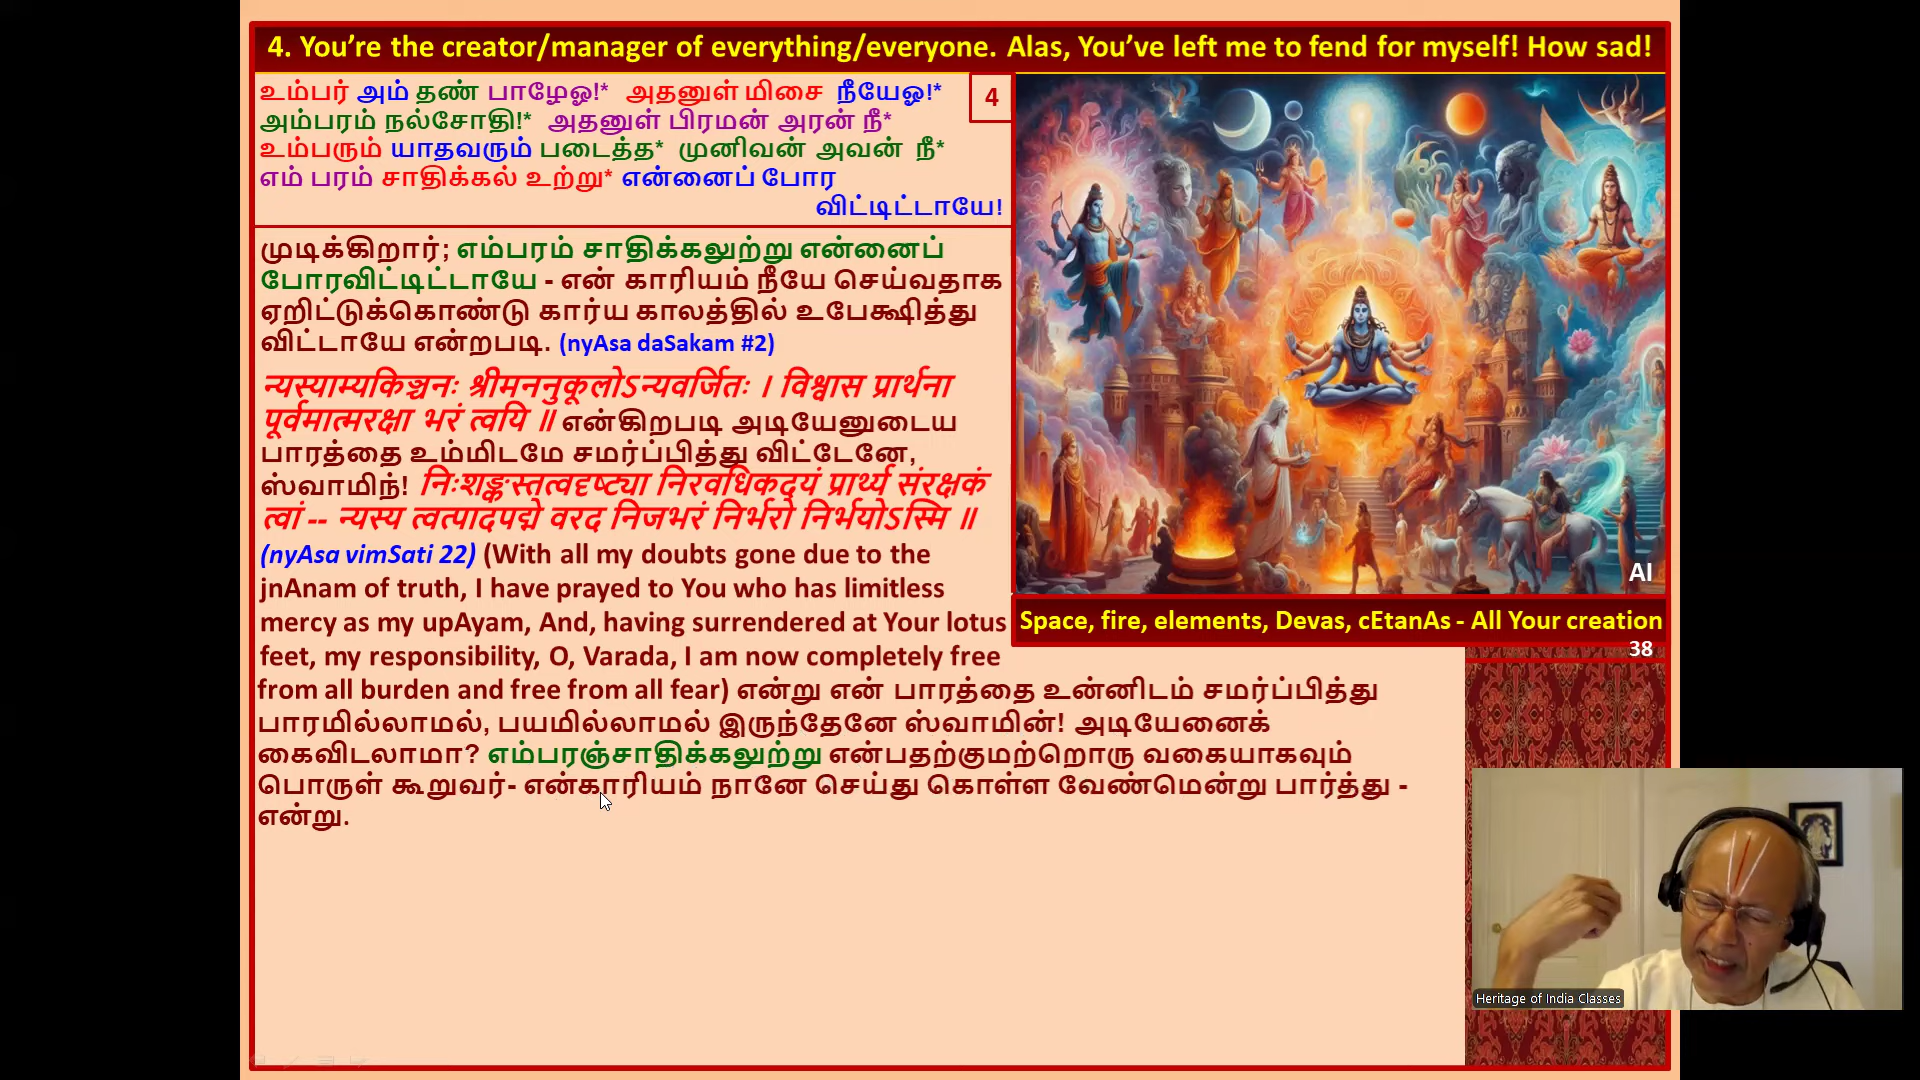 4. You’re the creator/manager of everything/everyone. Alas, You’ve left me to fend for myself! How sad!
உம்பர் அம் தண் பாழேஓ!* அதனுள் மிசை நீயேஓ!*
அம்பரம் நல்சோதி!* அதனுள் பிரமன் அரன் நீ*
உம்பரும் யாதவரும் படைத்த* முனிவன் அவன் நீ*
எம் பரம் சாதிக்கல் உற்று* என்னைப் போர
விட்டிட்டாயே!
4
முடிக்கிறார்; எம்பரம் சாதிக்கலுற்று என்னைப்
போரவிட்டிட்டாயே - என் காரியம் நீயே செய்வதாக
ஏறிட்டுக்கொண்டு கார்ய காலத்தில் உபேக்ஷித்து
விட்டாயே என்றபடி. (nyAsa daSakam #2)
न्यस्याम्यकिञ्चनः श्रीमननुकूलोऽन्यवर्जितः । विश्वास प्रार्थना
पूर्वमात्मरक्षा भरं त्वयि ॥ என்கிறபடி அடியேனுடைய
பாரத்தை உம்மிடமே சமர்ப்பித்து விட்டேனே,
ஸ்வாமிந்! निःशङ्कस्तत्वदृष्ट्या निरवधिकदयं प्रार्थ्य संरक्षकं
त्वां -- न्यस्य त्वत्पादपद्मे वरद निजभरं निर्भरो निर्भयोऽस्मि ॥
(nyAsa vimSati 22) (With all my doubts gone due to the
jnAnam of truth, I have prayed to You who has limitless
mercy as my upAyam, And, having surrendered at Your lotus
feet, my responsibility, O, Varada, I am now completely free
from all burden and free from all fear) என்று என் பாரத்தை உன்னிடம் சமர்ப்பித்து
பாரமில்லாமல், பயமில்லாமல் இருந்தேனே ஸ்வாமின்! அடியேனைக்
கைவிடலாமா? எம்பரஞ்சாதிக்கலுற்று என்பதற்குமற்றொரு வகையாகவும்
பொருள் கூறுவர்- என்காரியம் நானே செய்து கொள்ள வேண்மென்று பார்த்து -
என்று.
AI
Space, fire, elements, Devas, cEtanAs - All Your creation
38
Heritage of India Classes